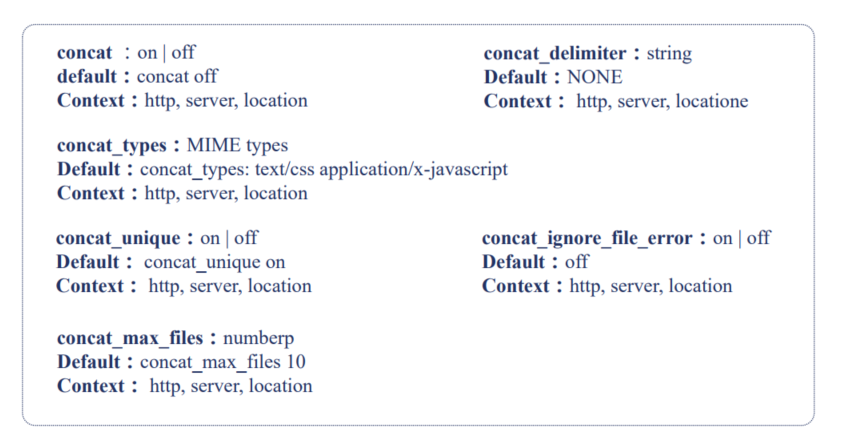 concat ：on | off
default：concat off
Context：http, server, location
concat_delimiter：string
Default：NONE
Context： http, server, locatione
concat_types：MIME types
Default：concat_types: text/css application/x-javascript
Context：http, server, location
concat_unique：on | off
Default： concat_unique on
Context： http, server, location
concat_ignore_file_error：on | off
Default：off
Context：http, server, location
concat_max_files：numberp
Default：concat_max_files 10
Context： http, server, location